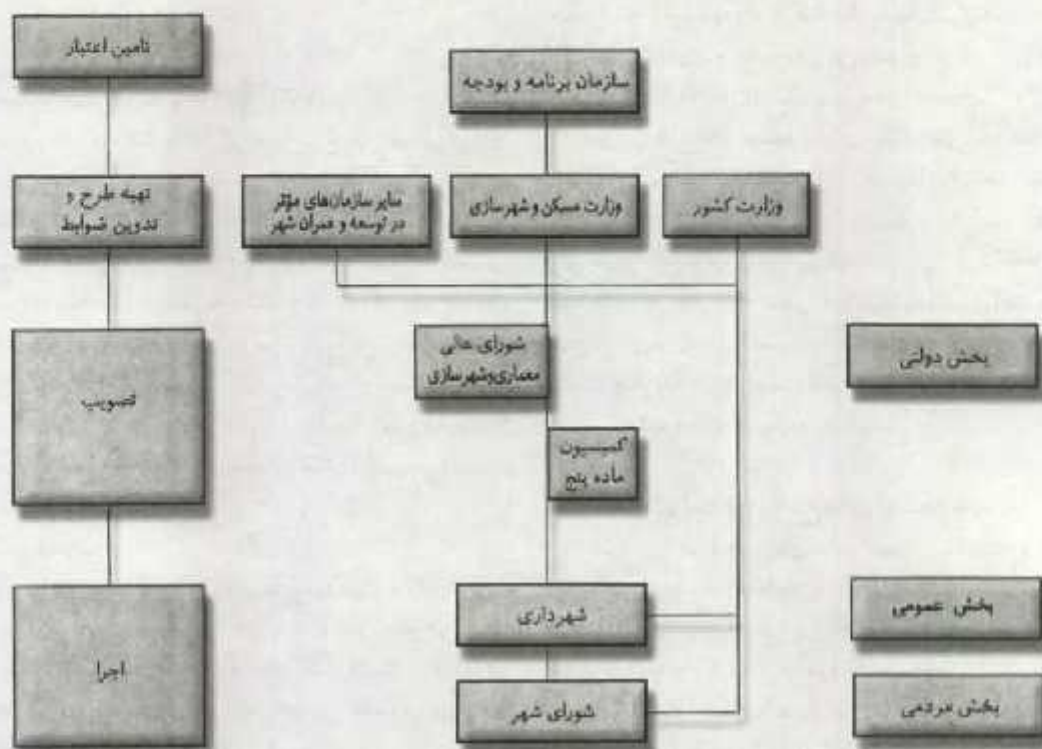 تامین اعتبار
سازمان برنامه و بودجه
وزارت کشور
وزارت مسکن و شهرسازی
سایر سازمان‌های مؤثر
در توسعه و عمران شهر
تهیه طرح و
تدوین ضوابط
بخش دولتی
شورای عالی
معماری‌وشهرسازی
تصویب
کمیسیون
ماده پنج
بخش عمومی
شهرداری
اجرا
بخش مردمی
شورای شهر